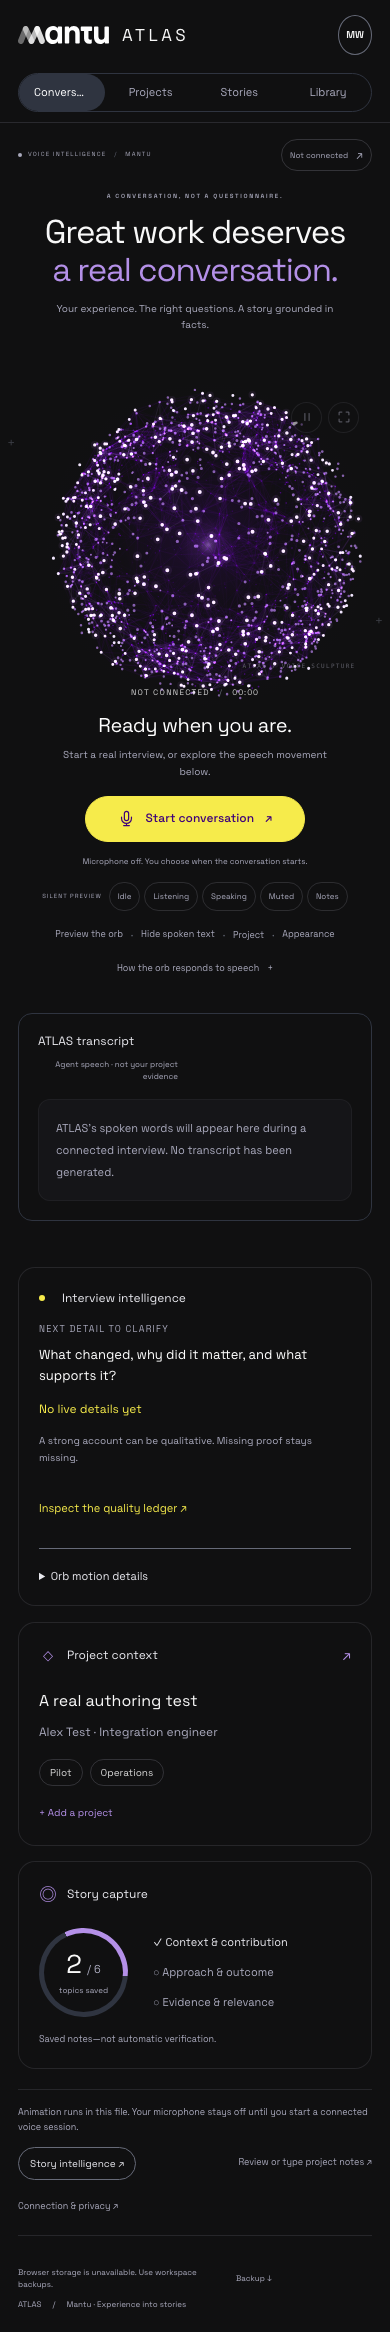 mantu ATLAS
MW
Convers... Projects Stories Library
VOICE INTELLIGENCE / MANTU
Not connected ↗
A CONVERSATION, NOT A QUESTIONNAIRE.
Great work deserves
a real conversation.
Your experience. The right questions. A story grounded in
facts.
SCULPTURE
NOT CONNECTED / 00:00
Ready when you are.
Start a real interview, or explore the speech movement
below.
Start conversation ↗
Microphone off. You choose when the conversation starts.
SILENT PREVIEW Idle Listening Speaking Muted Notes
Preview the orb · Hide spoken text · Project · Appearance
How the orb responds to speech +
ATLAS transcript
Agent speech · not your project
evidence
ATLAS's spoken words will appear here during a
connected interview. No transcript has been
generated.
Interview intelligence
NEXT DETAIL TO CLARIFY
What changed, why did it matter, and what
supports it?
No live details yet
A strong account can be qualitative. Missing proof stays
missing.
Inspect the quality ledger ↗
▶ Orb motion details
◇ Project context ↗
A real authoring test
Alex Test · Integration engineer
Pilot Operations
+ Add a project
Story capture
2 / 6
topics saved
✓ Context & contribution
○ Approach & outcome
○ Evidence & relevance
Saved notes—not automatic verification.
Animation runs in this file. Your microphone stays off until you start a connected
voice session.
Story intelligence ↗
Review or type project notes ↗
Connection & privacy ↗
Browser storage is unavailable. Use workspace
backups.
Backup ↓
ATLAS / Mantu · Experience into stories